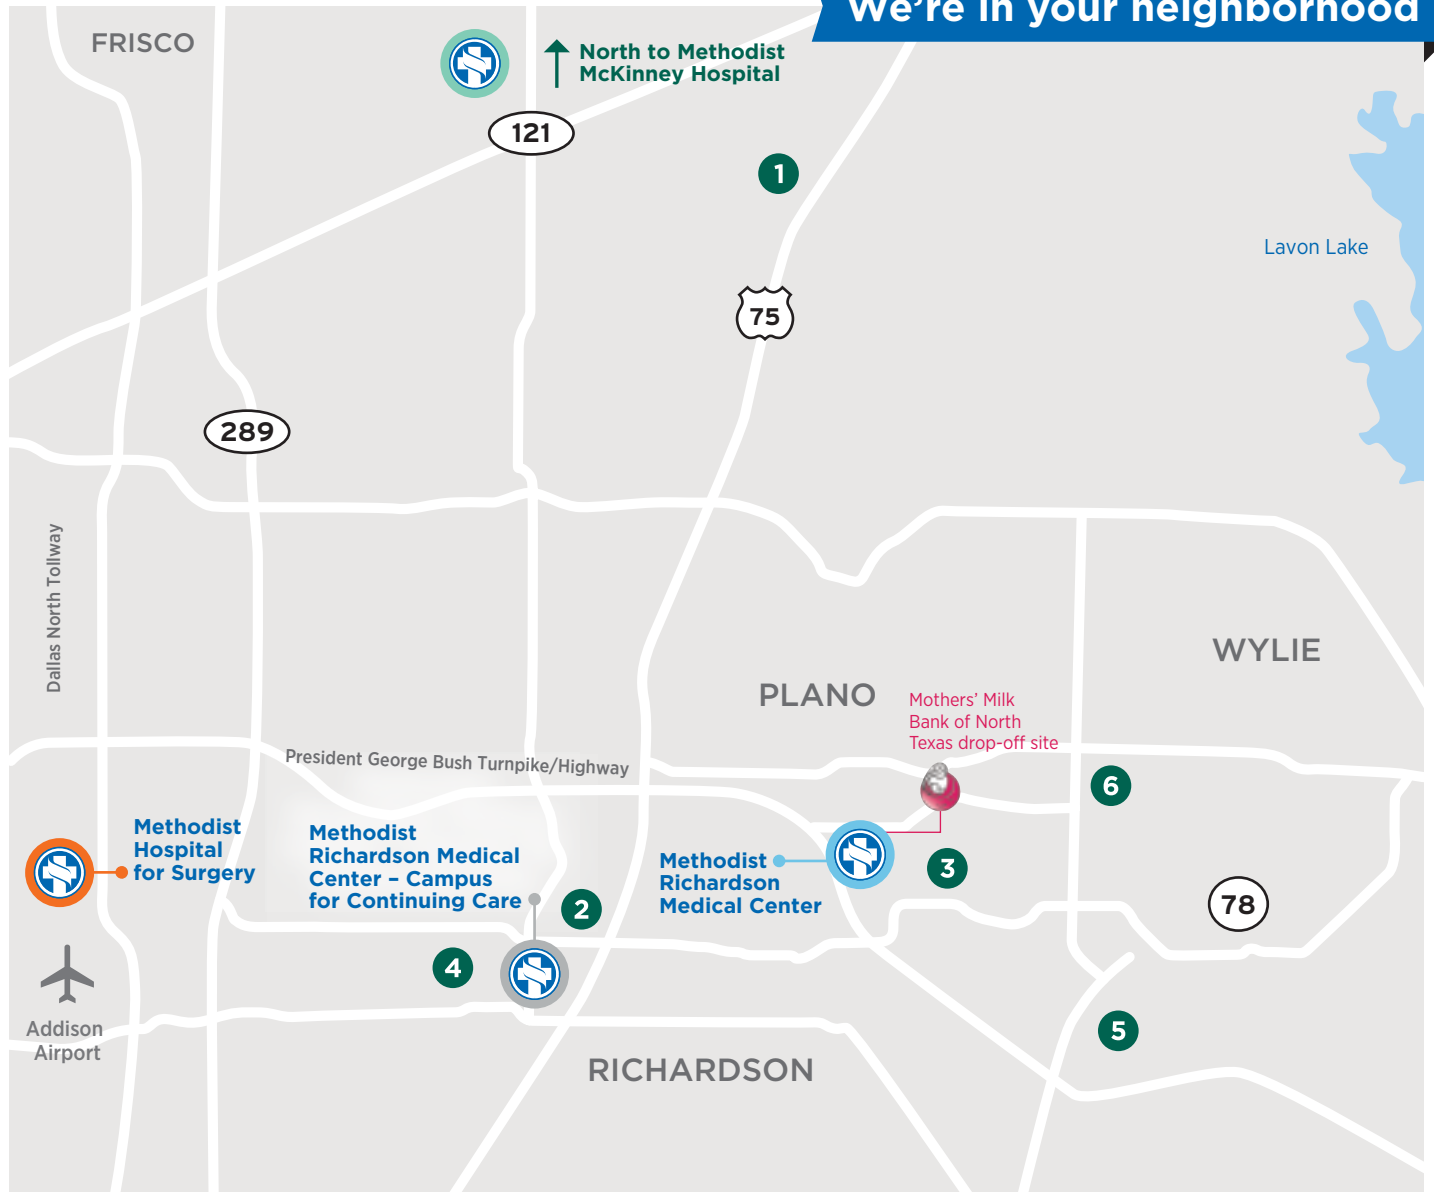 We're in your neighborhood
FRISCO
North to Methodist
McKinney Hospital
121
1
Lavon Lake
75
289
Dallas North Tollway
WYLIE
PLANO
Mothers' Milk
Bank of North
Texas drop-off site
President George Bush Turnpike/Highway
6
Methodist
Hospital
for Surgery
Methodist
Richardson Medical
Center – Campus
for Continuing Care
2
Methodist
Richardson
Medical Center
3
78
4
Addison
Airport
5
RICHARDSON